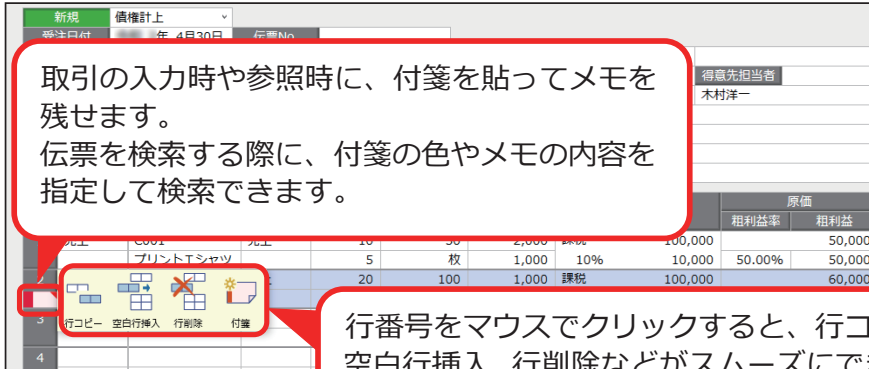 新規 債権計上
受注日付 年 4月30日 伝票No
取引の入力時や参照時に、付箋を貼ってメモを
残せます。
伝票を検索する際に、付箋の色やメモの内容を
指定して検索できます。
得意先担当者
木村洋一
原価
粗利益率 粗利益
売上 C001 売上 10 50 2,000 課税 100,000 50,000
プリントTシャツ 5 枚 1,000 10% 10,000 50.00% 50,000
20 100 1,000 課税 100,000 60,000
行コピー 空白行挿入 行削除 付箋
3
4
行番号をマウスでクリックすると、行コ
空白行挿入、行削除などがスムーズにでき